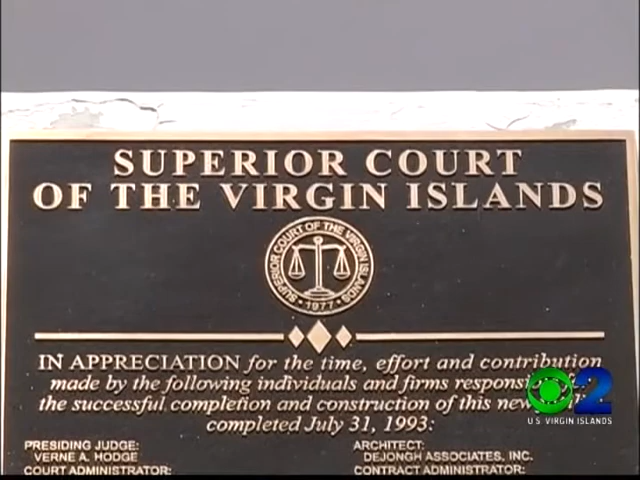 SUPERIOR COURT
OF THE VIRGIN ISLANDS
SUPERIOR COURT OF THE VIRGIN ISLANDS
• 1977 •
IN APPRECIATION for the time, effort and contribution
made by the following individuals and firms
the successful completion and construction of this new
completed July 31, 1993:
PRESIDING JUDGE:
VERNE A. HODGE
COURT ADMINISTRATOR:
ARCHITECT:
DEJONGH ASSOCIATES, INC.
CONTRACT ADMINISTRATOR:
2
U.S. VIRGIN ISLANDS